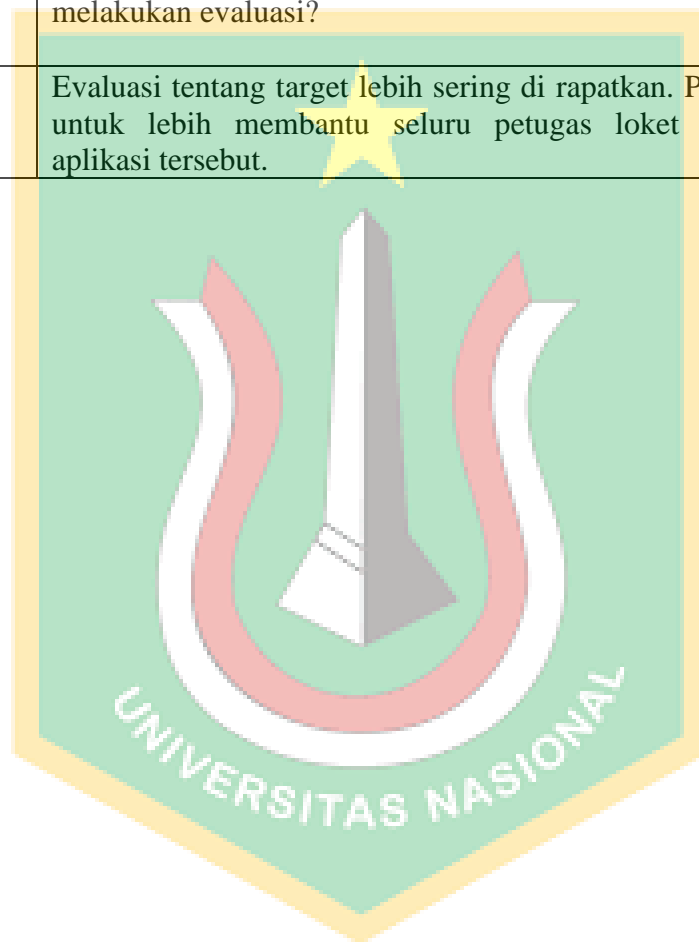 melakukan evaluasi?
Evaluasi tentang target lebih sering di rapatkan. P
untuk lebih membantu seluru petugas loket
aplikasi tersebut.
UNIVERSITAS NASIONAL